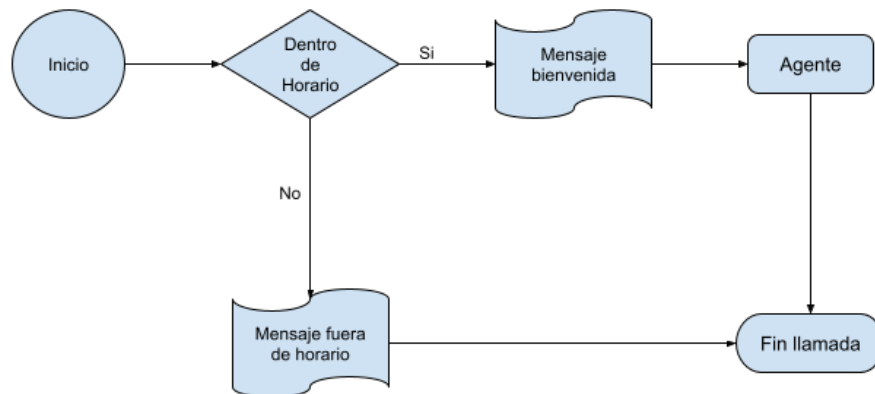 Inicio
Dentro
de
Horario
Si
Mensaje
bienvenida
Agente
No
Mensaje fuera
de horario
Fin llamada